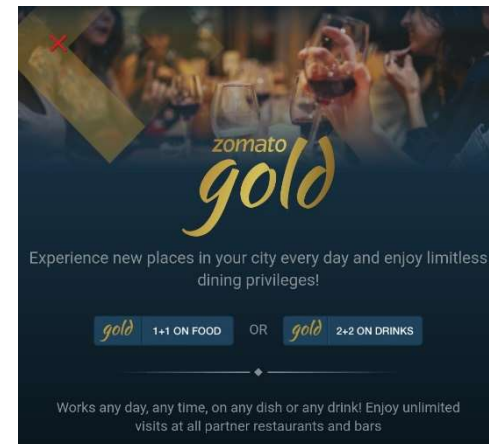 zomato
gold
Experience new places in your city every day and enjoy limitless
dining privileges!
gold 1+1 ON FOOD OR gold 2+2 ON DRINKS
Works any day, any time, on any dish or any drink! Enjoy unlimited
visits at all partner restaurants and bars